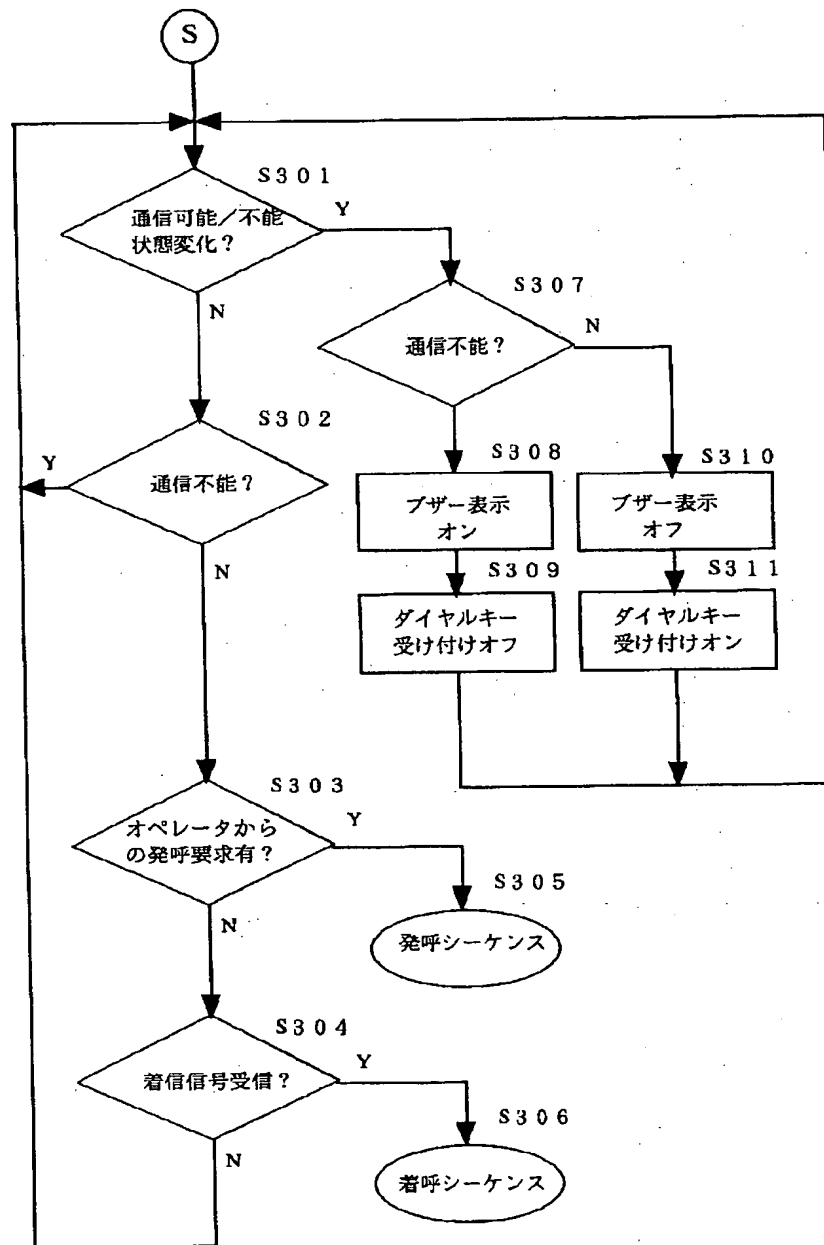 S
S301
通信可能／不能
状態変化？
Y
N
S307
通信不能？
N
S302
通信不能？
Y
N
S308
ブザー表示
オン
S310
ブザー表示
オフ
S309
ダイヤルキー
受け付けオフ
S311
ダイヤルキー
受け付けオン
S303
オペレータから
の発呼要求有？
Y
N
S305
発呼シーケンス
S304
着信信号受信？
Y
N
S306
着呼シーケンス